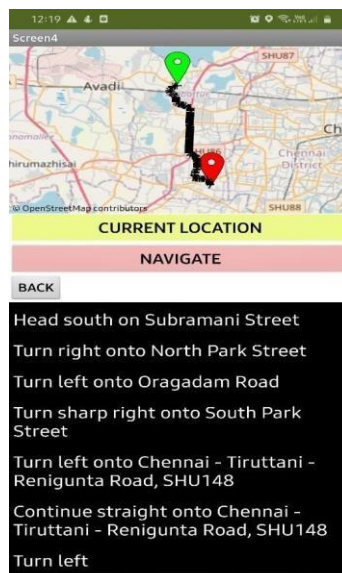 12:19
Screen4
SHU87
Avadi
Ch
SHU86
Chennai
District
hirumazhisai
© OpenStreetMap contributors
SHU88
CURRENT LOCATION
NAVIGATE
BACK
Head south on Subramani Street
Turn right onto North Park Street
Turn left onto Oragadam Road
Turn sharp right onto South Park
Street
Turn left onto Chennai - Tiruttani -
Renigunta Road, SHU148
Continue straight onto Chennai -
Tiruttani - Renigunta Road, SHU148
Turn left